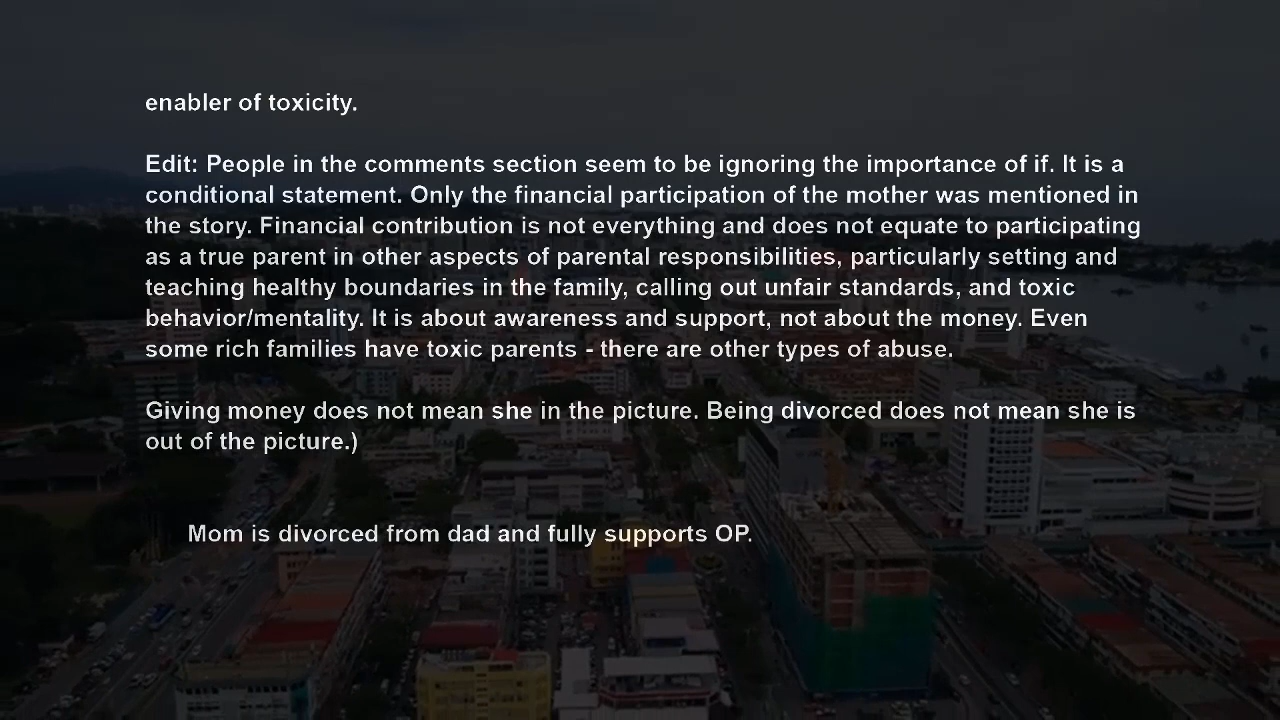 enabler of toxicity.
Edit: People in the comments section seem to be ignoring the importance of if. It is a
conditional statement. Only the financial participation of the mother was mentioned in
the story. Financial contribution is not everything and does not equate to participating
as a true parent in other aspects of parental responsibilities, particularly setting and
teaching healthy boundaries in the family, calling out unfair standards, and toxic
behavior/mentality. It is about awareness and support, not about the money. Even
some rich families have toxic parents - there are other types of abuse.
Giving money does not mean she in the picture. Being divorced does not mean she is
out of the picture.)
Mom is divorced from dad and fully supports OP.